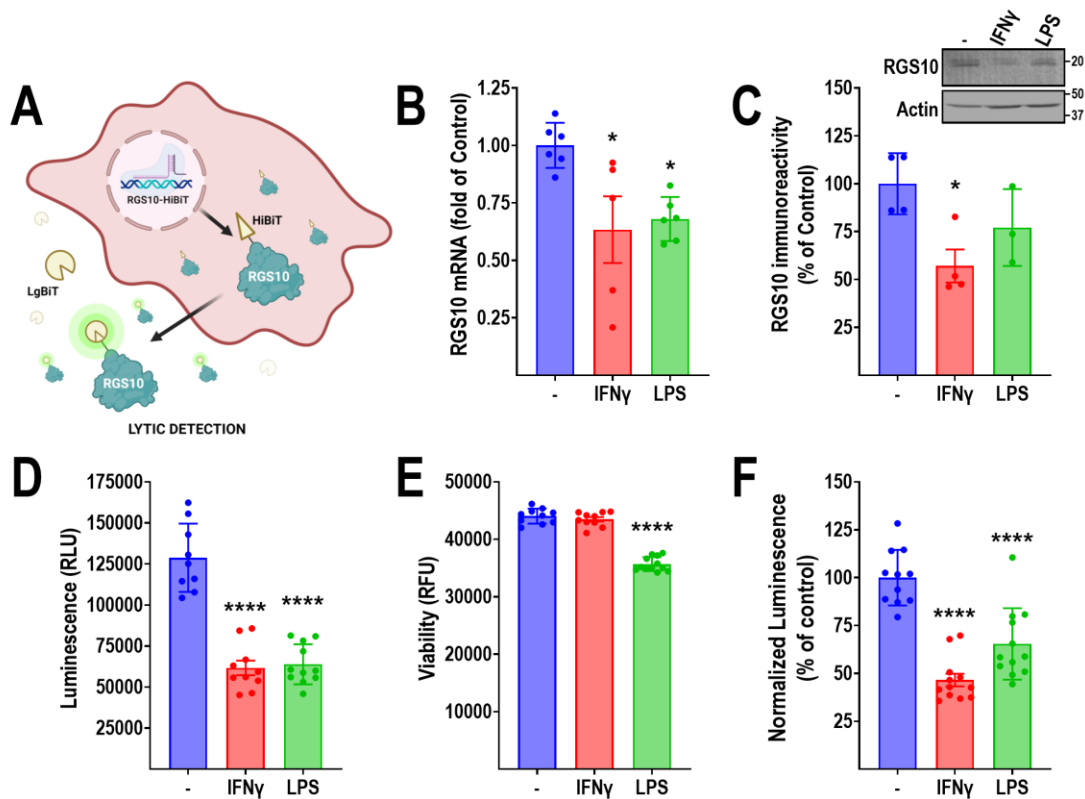 A
RGS10-HiBiT
HiBiT
RGS10
LgBiT
RGS10
LYTIC DETECTION
B
RGS10 mRNA (fold of Control)
1.25
1.00
0.75
0.50
0.25
-
IFNγ
LPS
*
*
C
-
IFNγ
LPS
RGS10
20
Actin
50
37
RGS10 immunoreactivity
(% of Control)
150
125
100
75
50
25
*
-
IFNγ
LPS
D
Luminescence (RLU)
175000
150000
125000
100000
75000
50000
25000
****
****
-
IFNγ
LPS
E
Viability (RFU)
50000
40000
30000
20000
10000
****
-
IFNγ
LPS
F
Normalized Luminescence
(% of control)
150
125
100
75
50
25
****
****
-
IFNγ
LPS